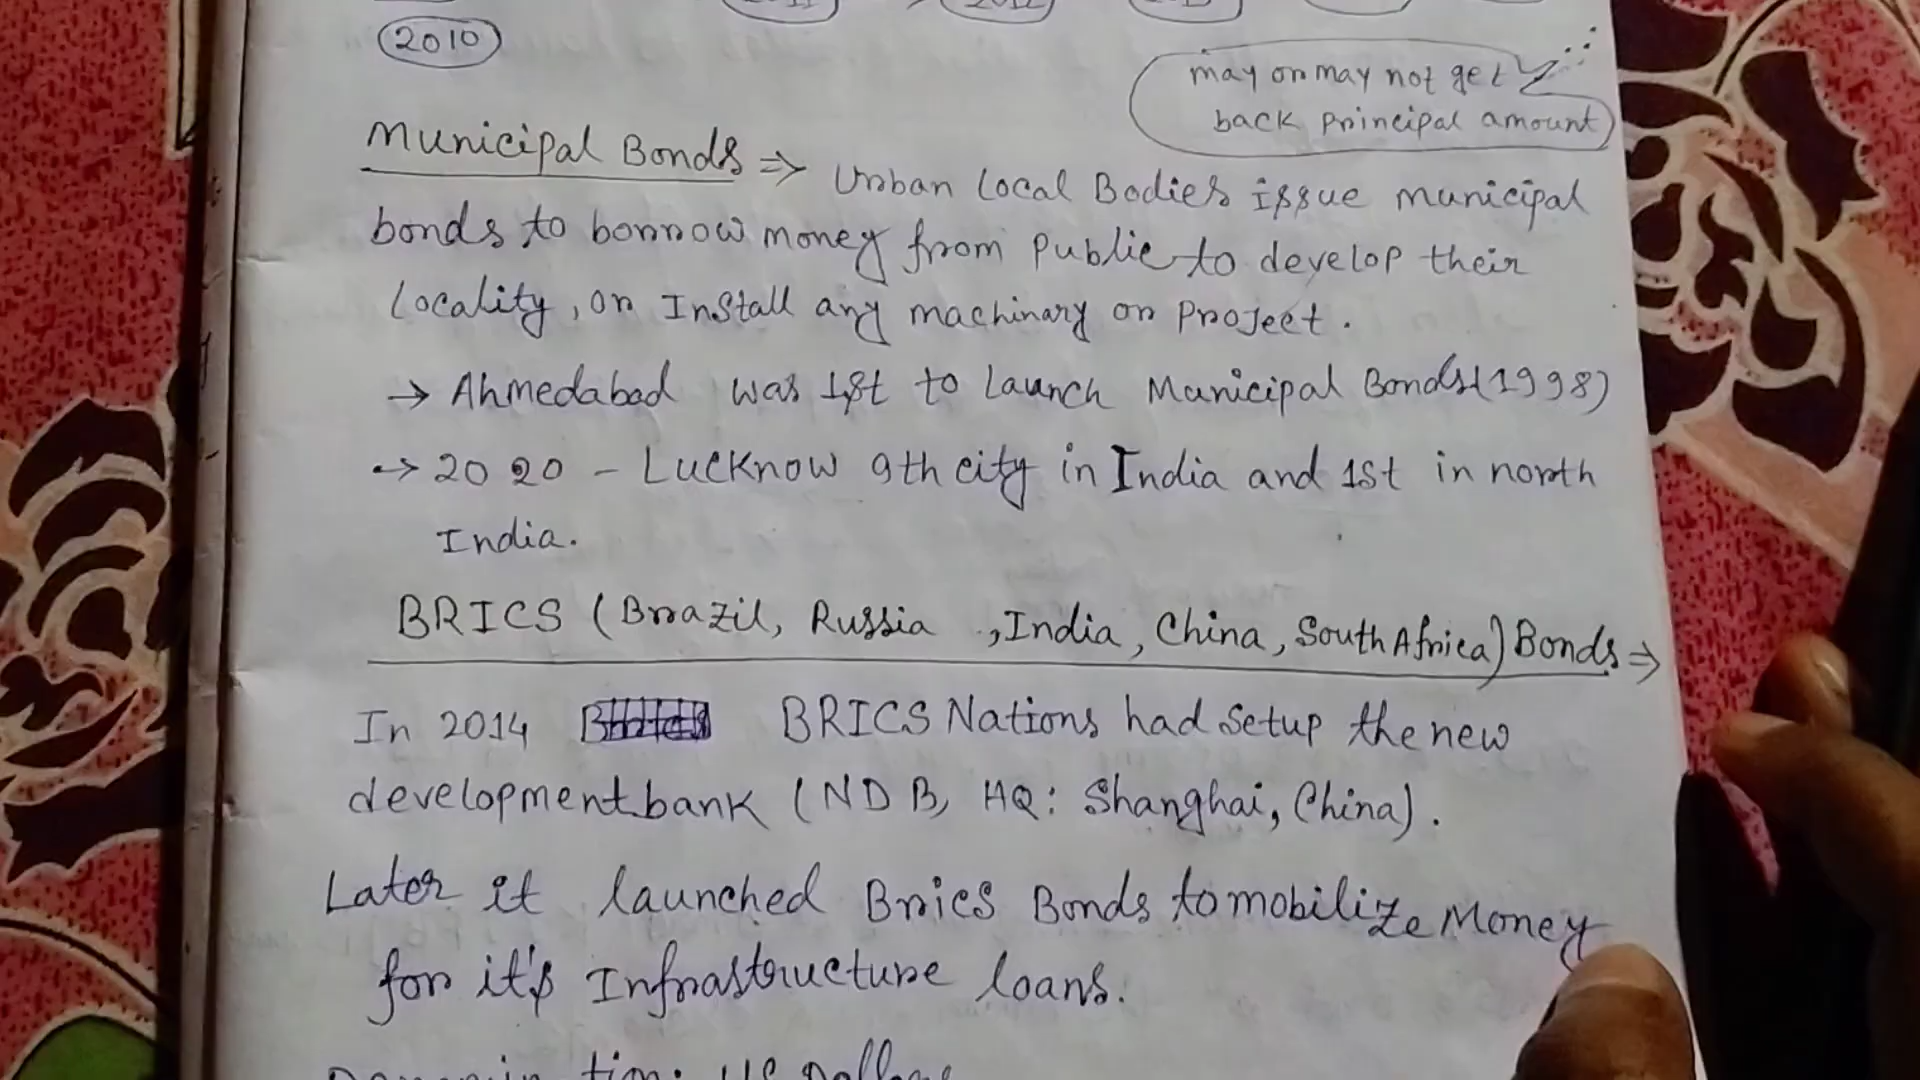 2010
may or may not get
back principal amount
Municipal Bonds ⇒ Urban Local Bodies issue municipal
bonds to borrow money from public to develop their
locality, or Install any machinary or Project.
→ Ahmedabad was 1st to launch Municipal Bonds (1998)
→ 2020 - Lucknow 9th city in India and 1st in north
India.
BRICS (Brazil, Russia , India, China, South Africa) Bonds ⇒
In 2014 BRICS Nations had setup the new
development bank (NDB, HQ: Shanghai, China).
Later it launched Brics Bonds to mobilize Money
for it's Infrastructure loans.